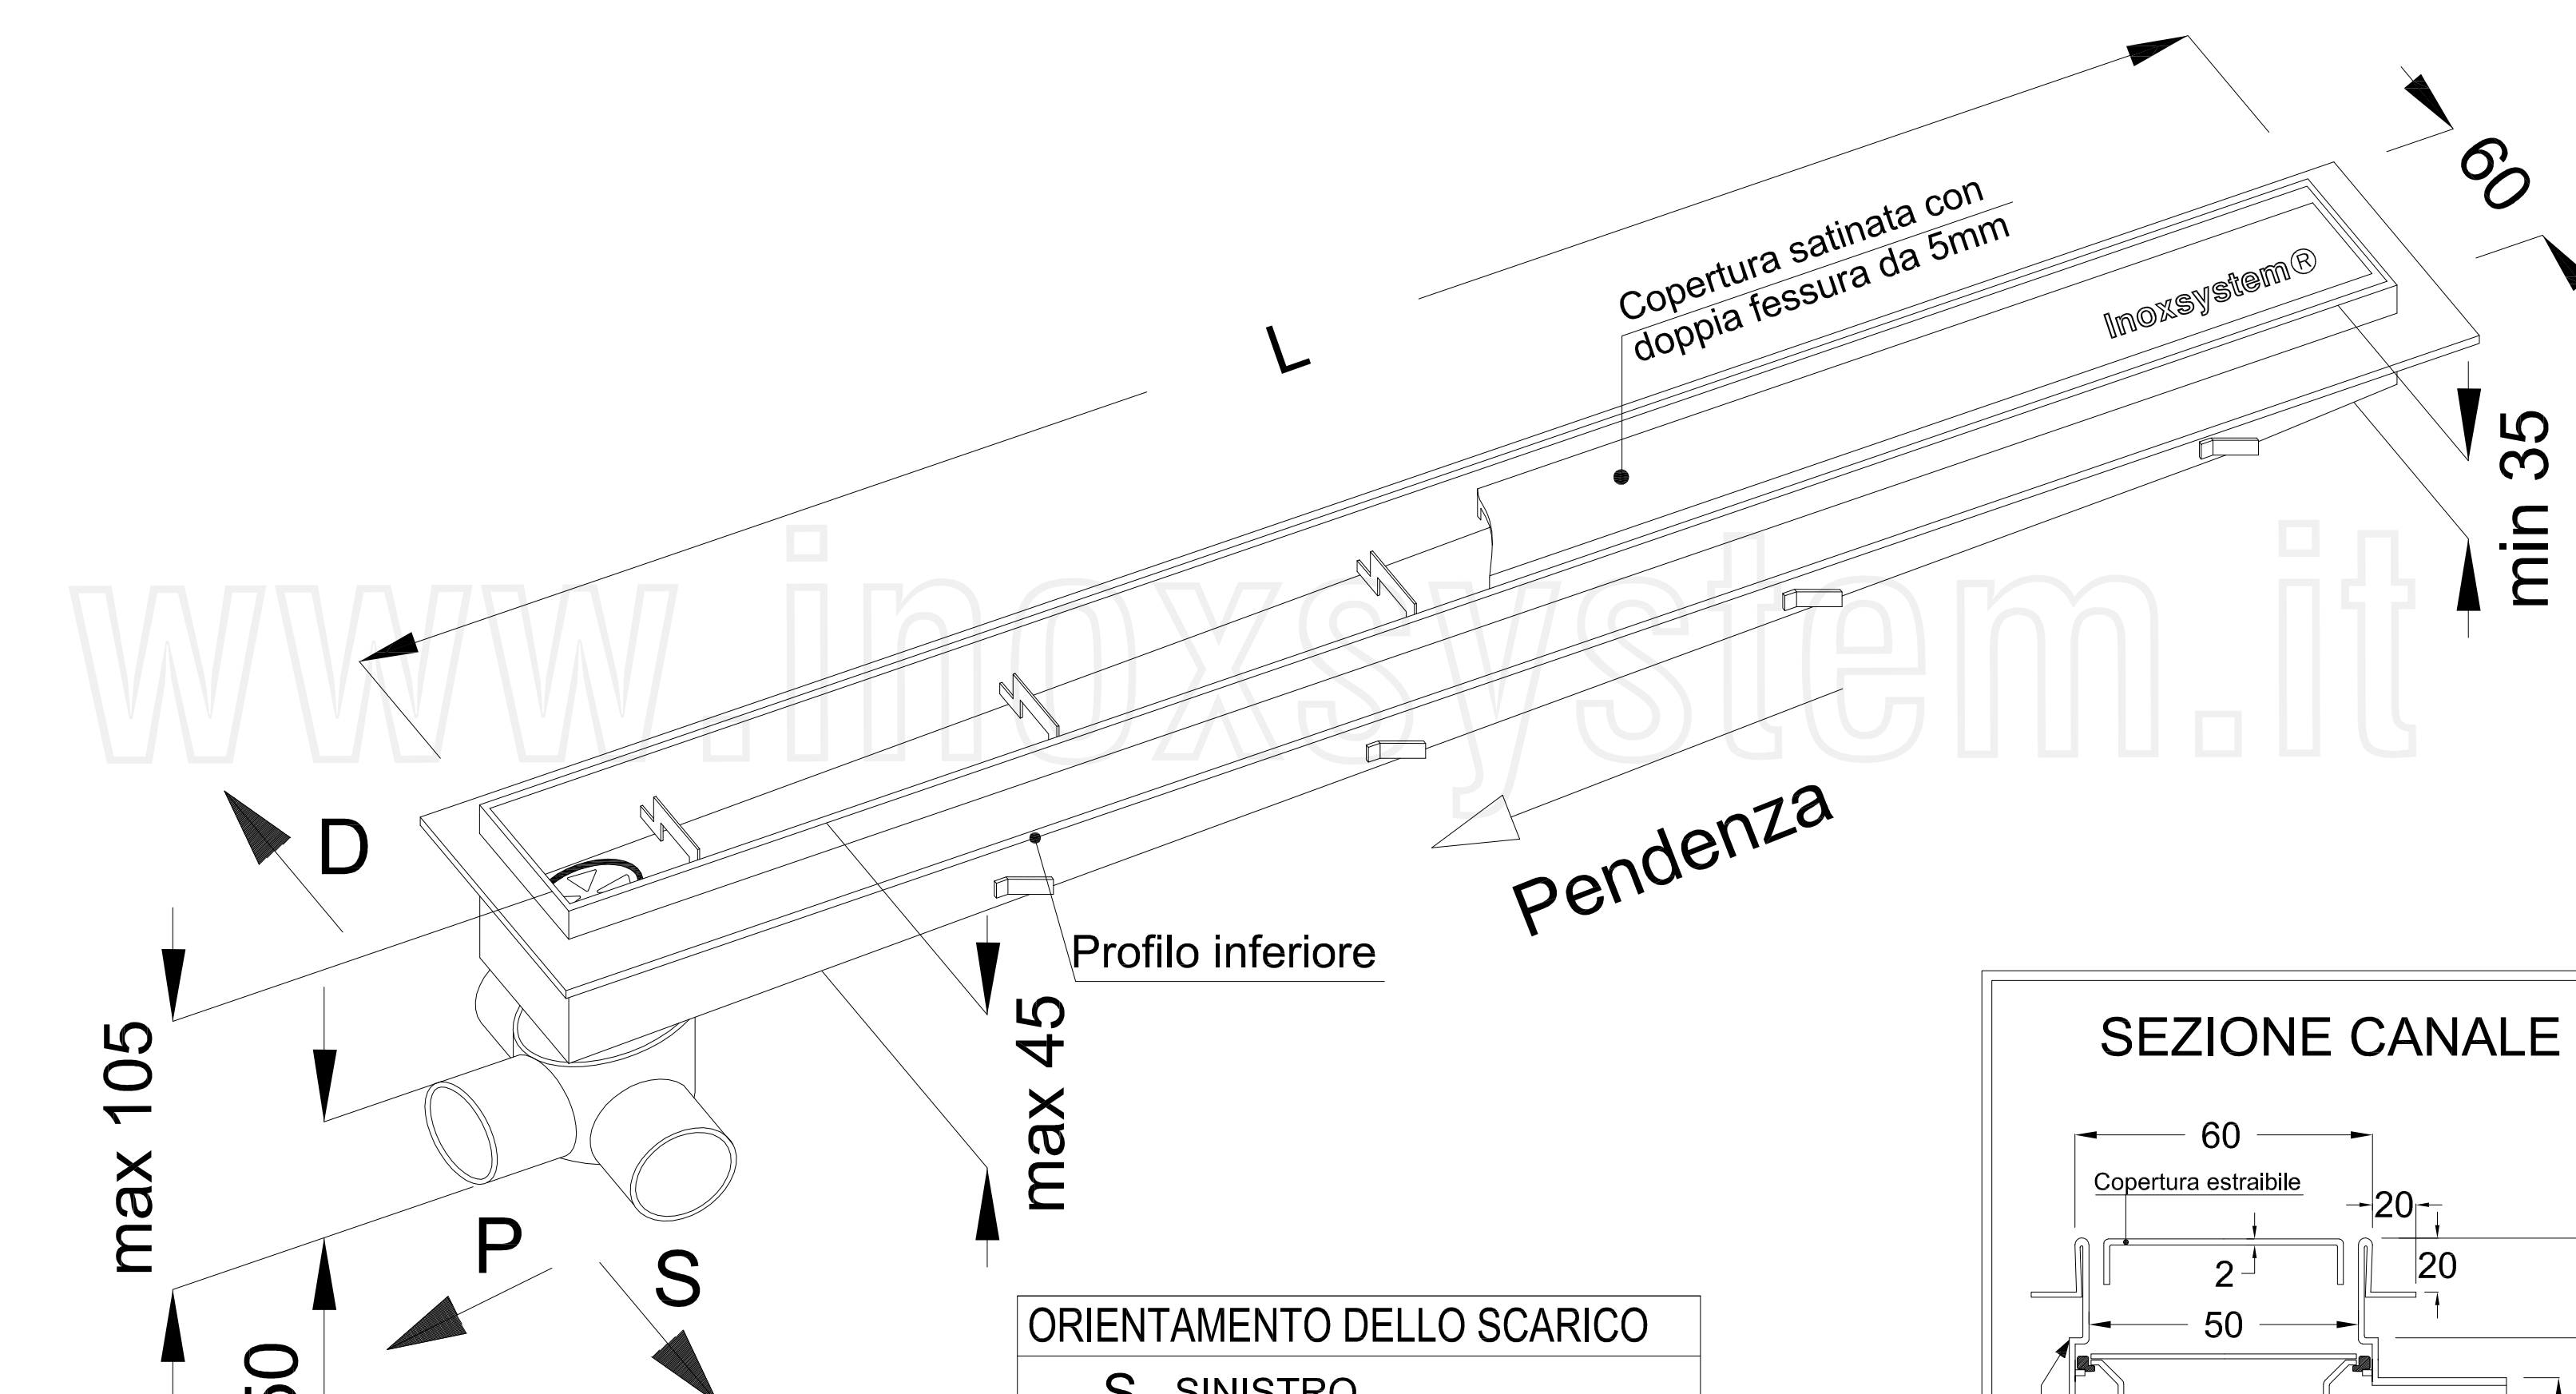 60
Copertura satinata con
doppia fessura da 5mm
Inoxsystem®
L
min 35
www.inoxsystem.it
D
Pendenza
Profilo inferiore
max 105
max 45
P
S
SEZIONE CANALE
60
Copertura estraibile
20
20
2
50
ORIENTAMENTO DELLO SCARICO
S SINISTRO